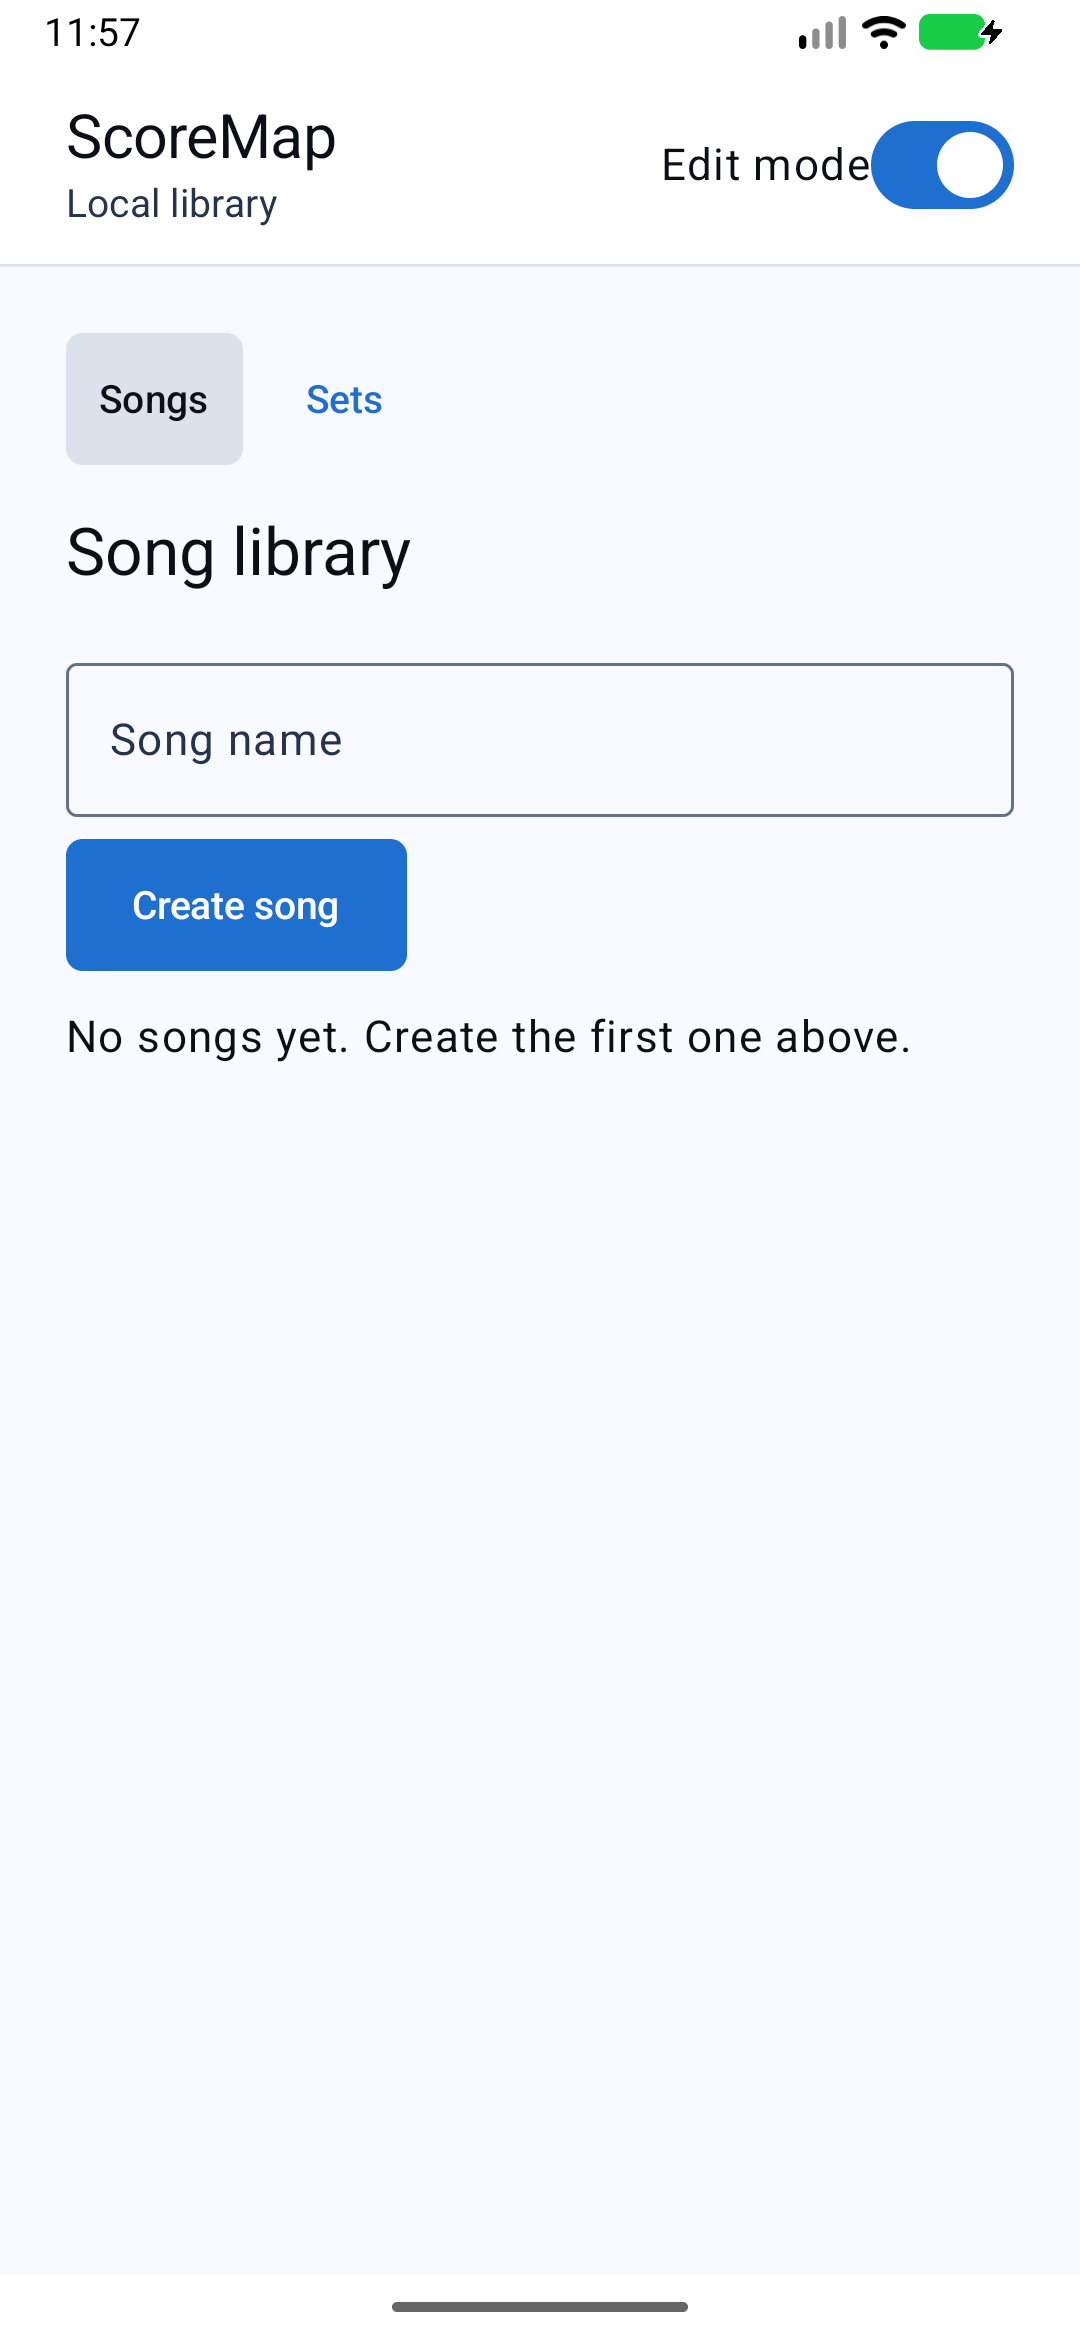 11:57
ScoreMap
Local library
Edit mode
Songs
Sets
Song library
Song name
Create song
No songs yet. Create the first one above.